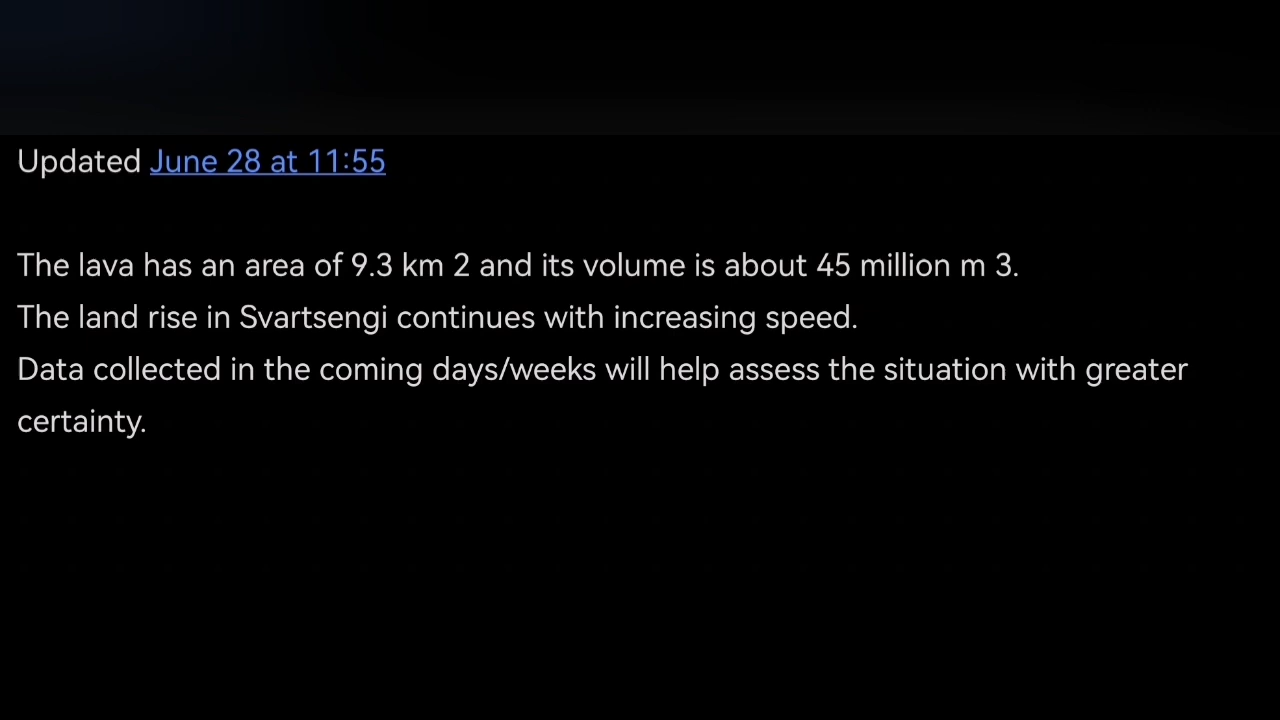 Updated June 28 at 11:55
The lava has an area of 9.3 km 2 and its volume is about 45 million m 3.
The land rise in Svartsengi continues with increasing speed.
Data collected in the coming days/weeks will help assess the situation with greater
certainty.